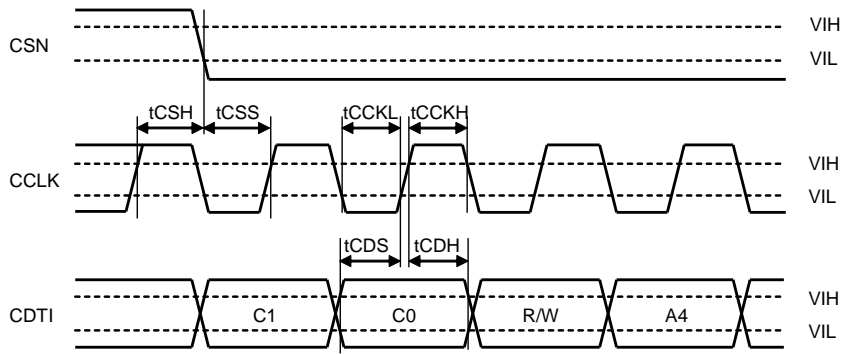 CSN
VIH
VIL
tCSH tCSS tCCKL tCCKH
CCLK
VIH
VIL
tCDS tCDH
CDTI
C1 C0 R/W A4
VIH
VIL